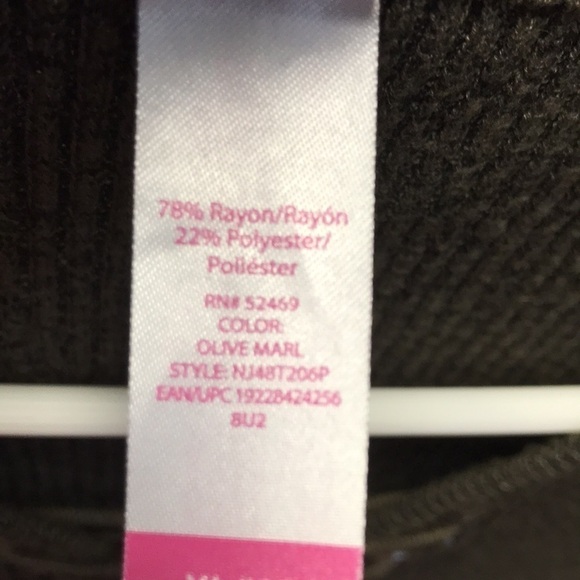 78% Rayon/Rayón
22% Polyester/
Poliéster
RN# 52469
COLOR:
OLIVE MARL
STYLE: NJ48T206P
EAN/UPC 19228424256
8U2